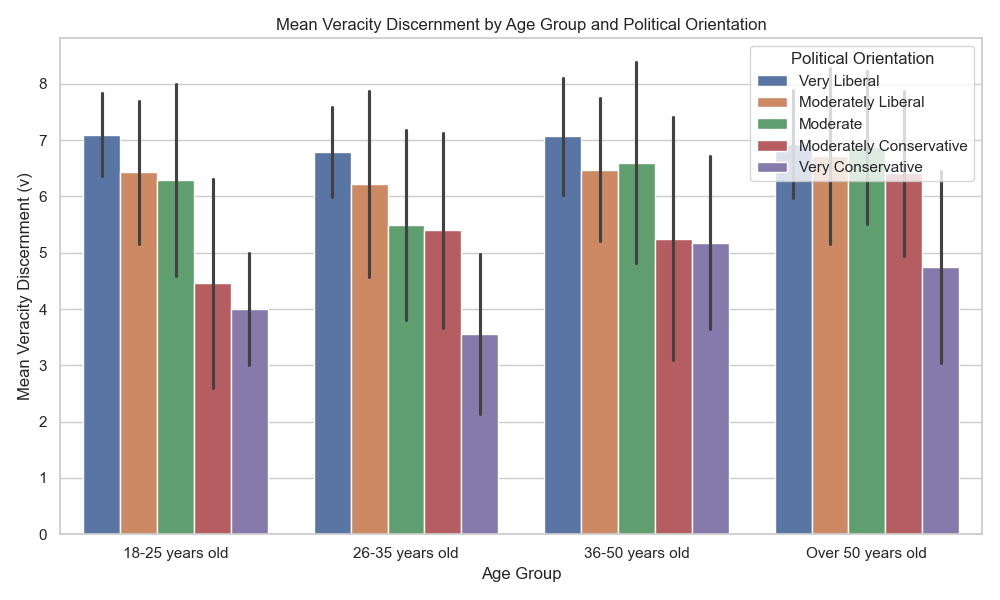 Mean Veracity Discernment by Age Group and Political Orientation
Political Orientation
Very Liberal
Moderately Liberal
Moderate
Moderately Conservative
Very Conservative
Mean Veracity Discernment (v)
8
7
6
5
4
3
2
1
0
18-25 years old
26-35 years old
36-50 years old
Over 50 years old
Age Group